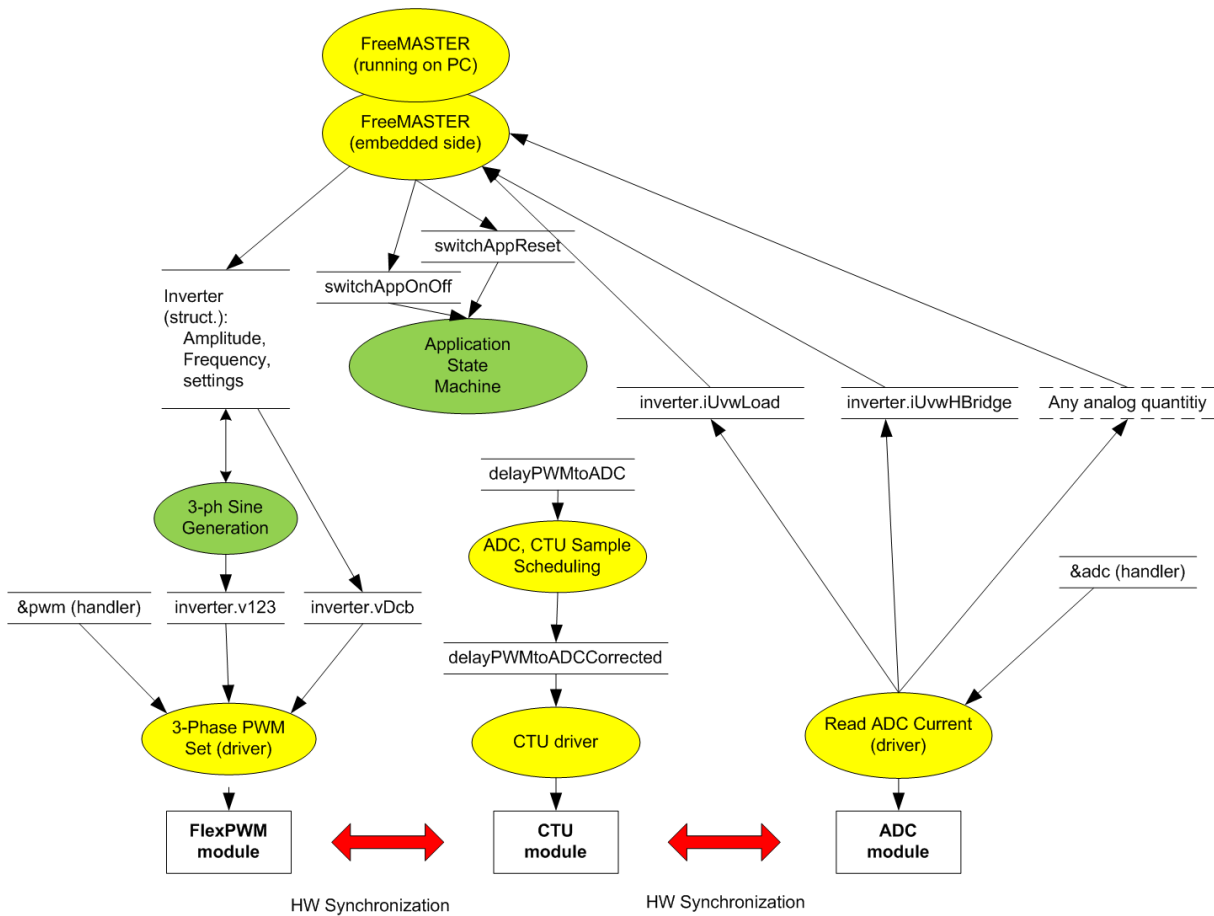 FreeMASTER
(running on PC)
FreeMASTER
(embedded side)
switchAppReset
switchAppOnOff
Inverter
(struct.):
Amplitude,
Frequency,
settings
Application
State
Machine
inverter.iUvwLoad
inverter.iUvwHBridge
Any analog quantitiy
delayPWMtoADC
3-ph Sine
Generation
ADC, CTU Sample
Scheduling
&adc (handler)
&pwm (handler)
inverter.v123
inverter.vDcb
delayPWMtoADCCorrected
3-Phase PWM
Set (driver)
CTU driver
Read ADC Current
(driver)
FlexPWM
module
CTU
module
ADC
module
HW Synchronization
HW Synchronization